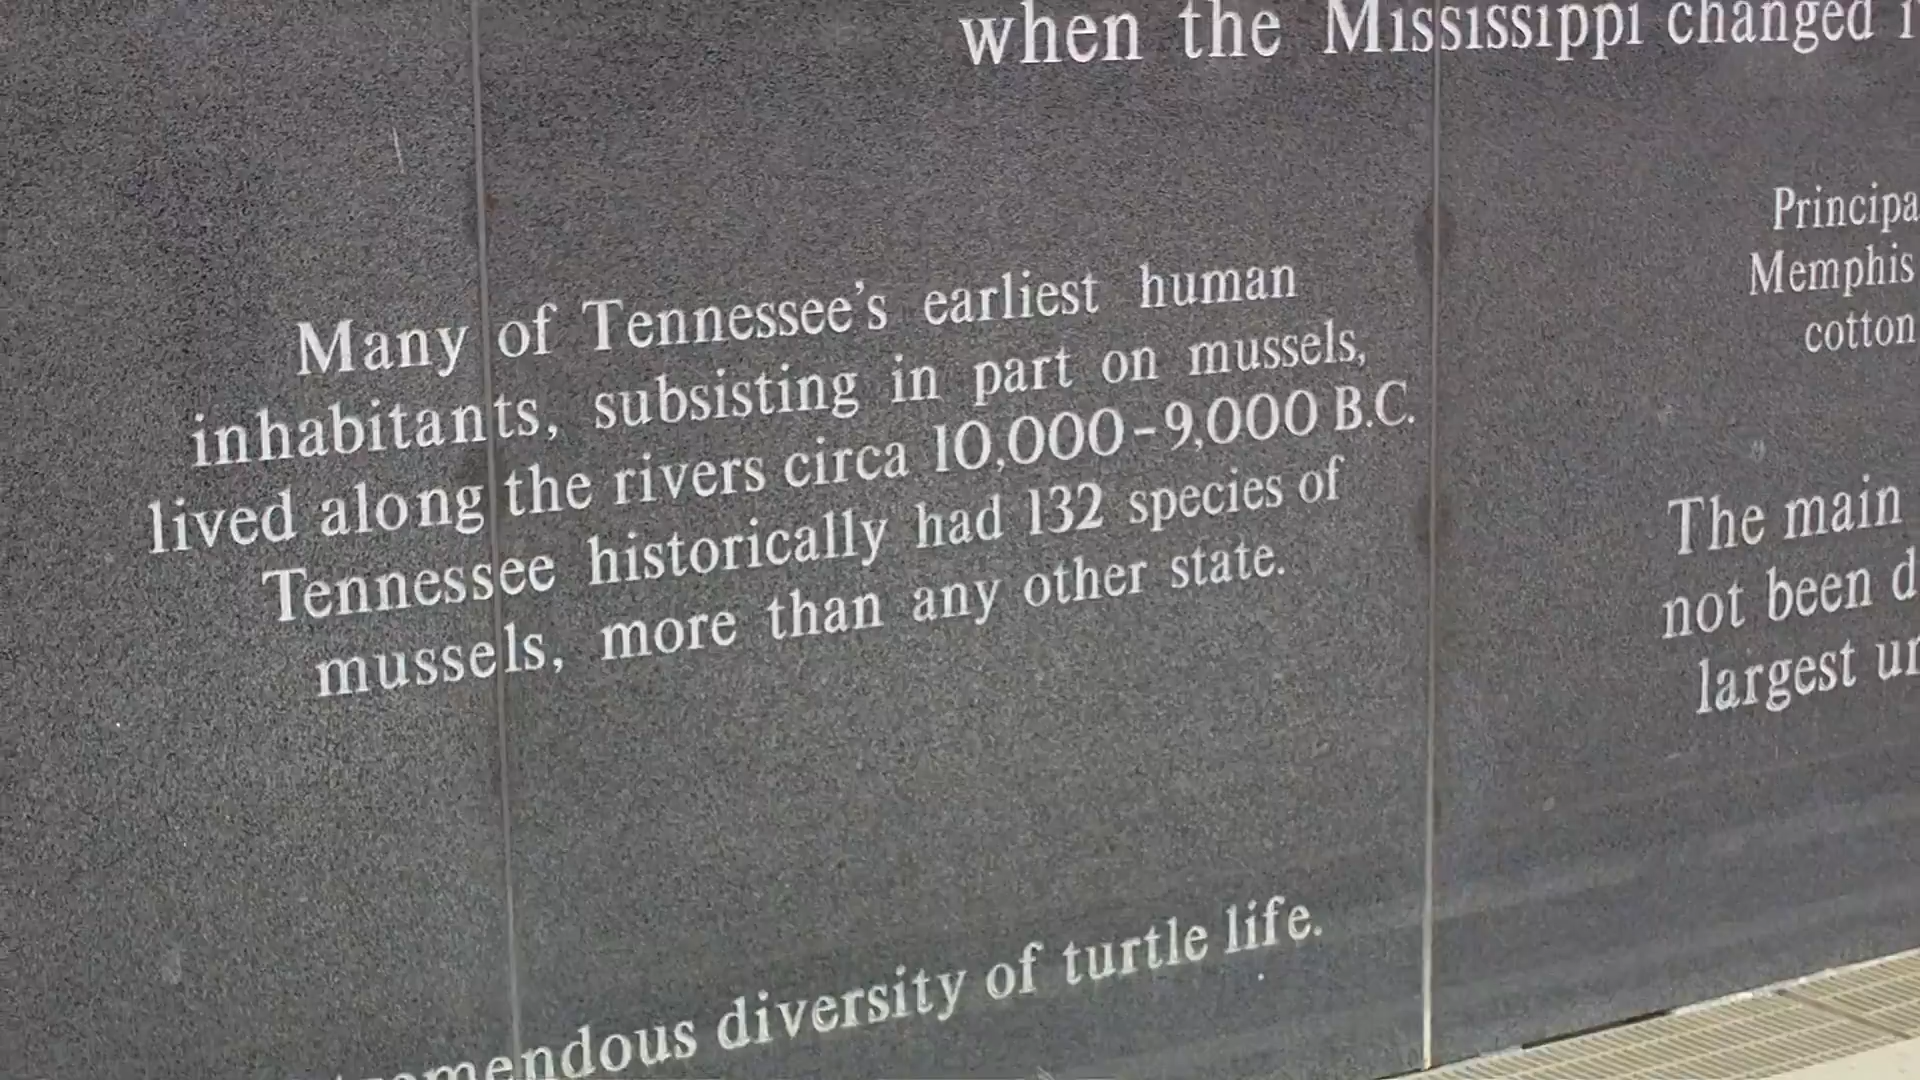 when the Mississippi changed
Many of Tennessee's earliest human
inhabitants, subsisting in part on mussels,
lived along the rivers circa 10,000-9,000 B.C.
Tennessee historically had 132 species of
mussels, more than any other state.
diversity of turtle life.
Memphis
cotton
The main
not been
largest